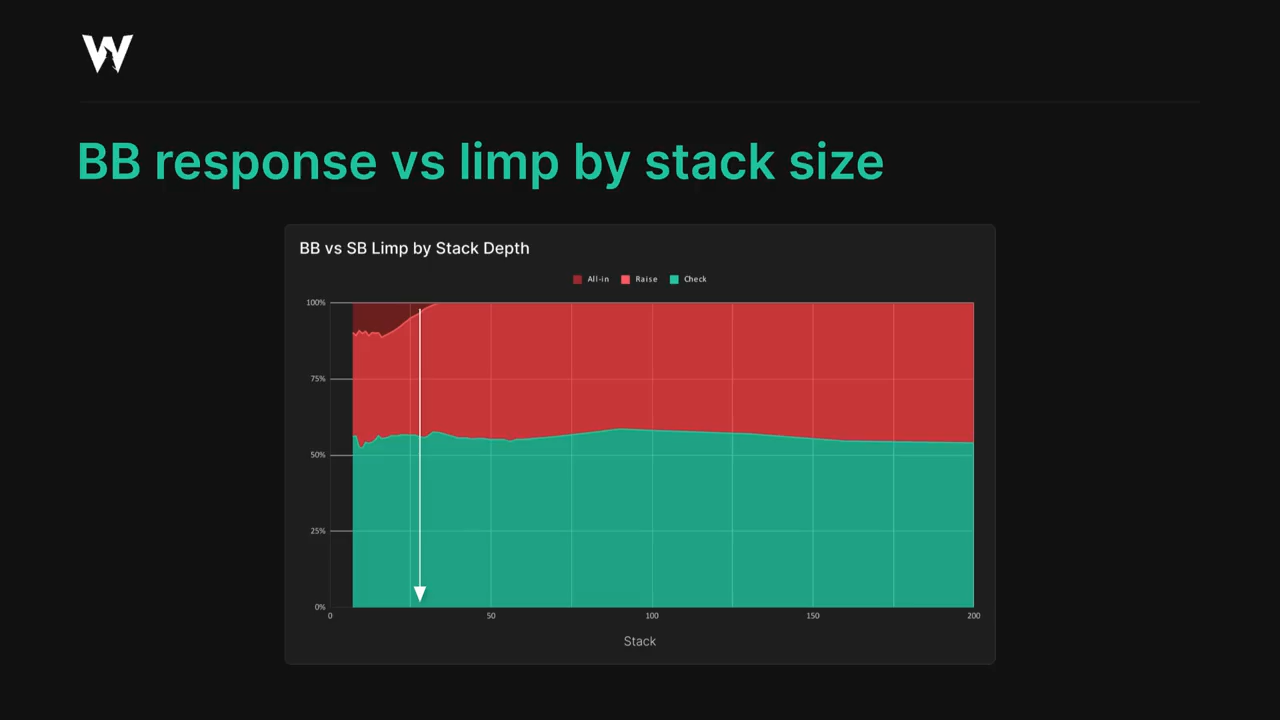 W
BB response vs limp by stack size
BB vs SB Limp by Stack Depth
All-in Raise Check
100%
75%
50%
25%
0%
0 50 100 150 200
Stack